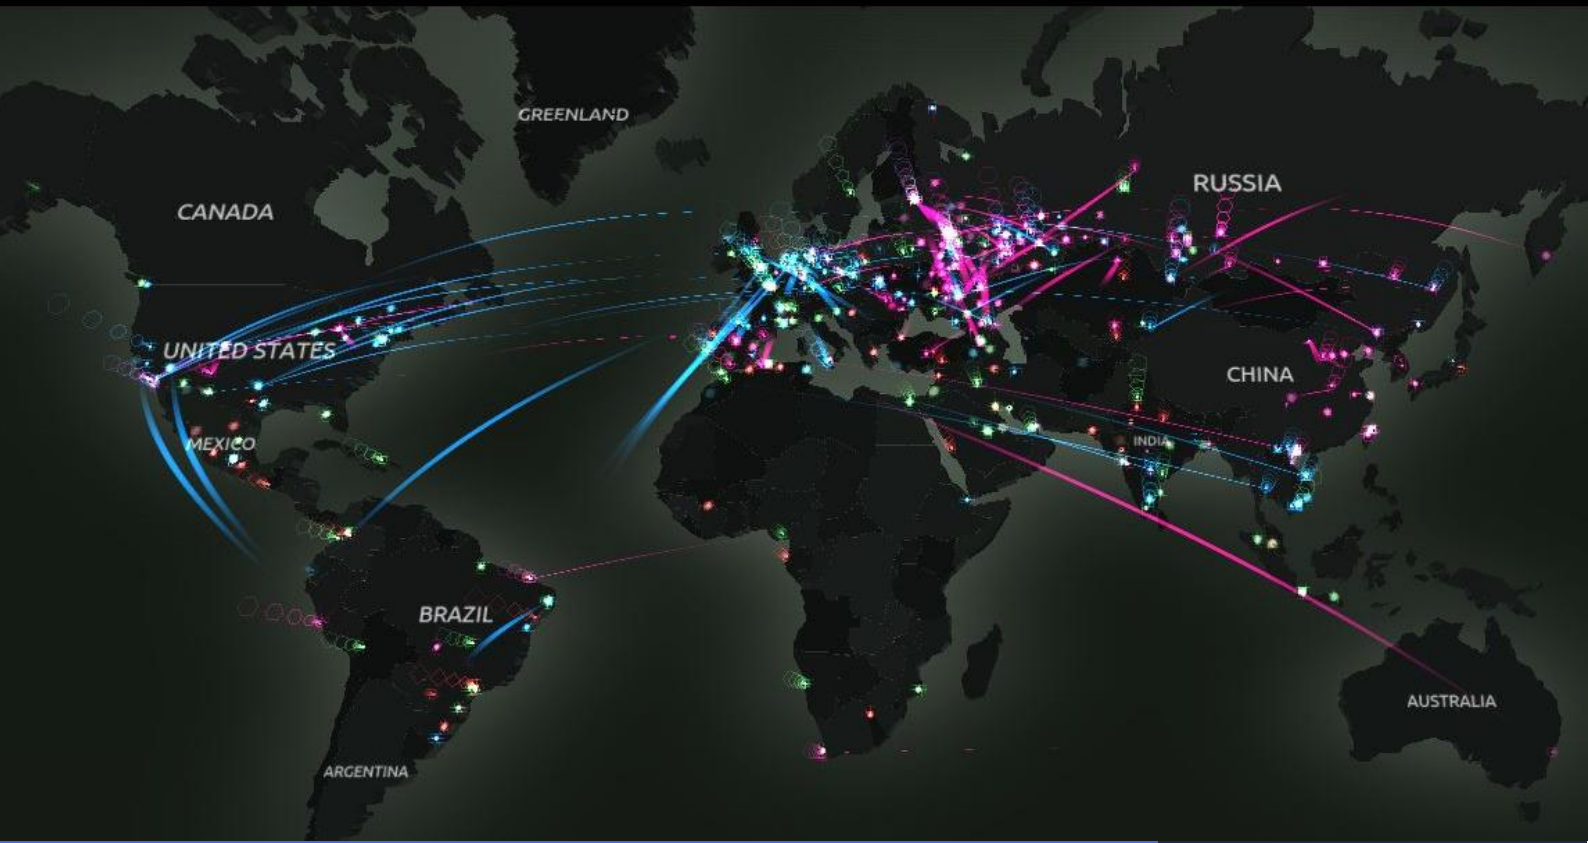 GREENLAND
RUSSIA
CANADA
UNITED STATES
CHINA
MEXICO
INDIA
BRAZIL
AUSTRALIA
ARGENTINA